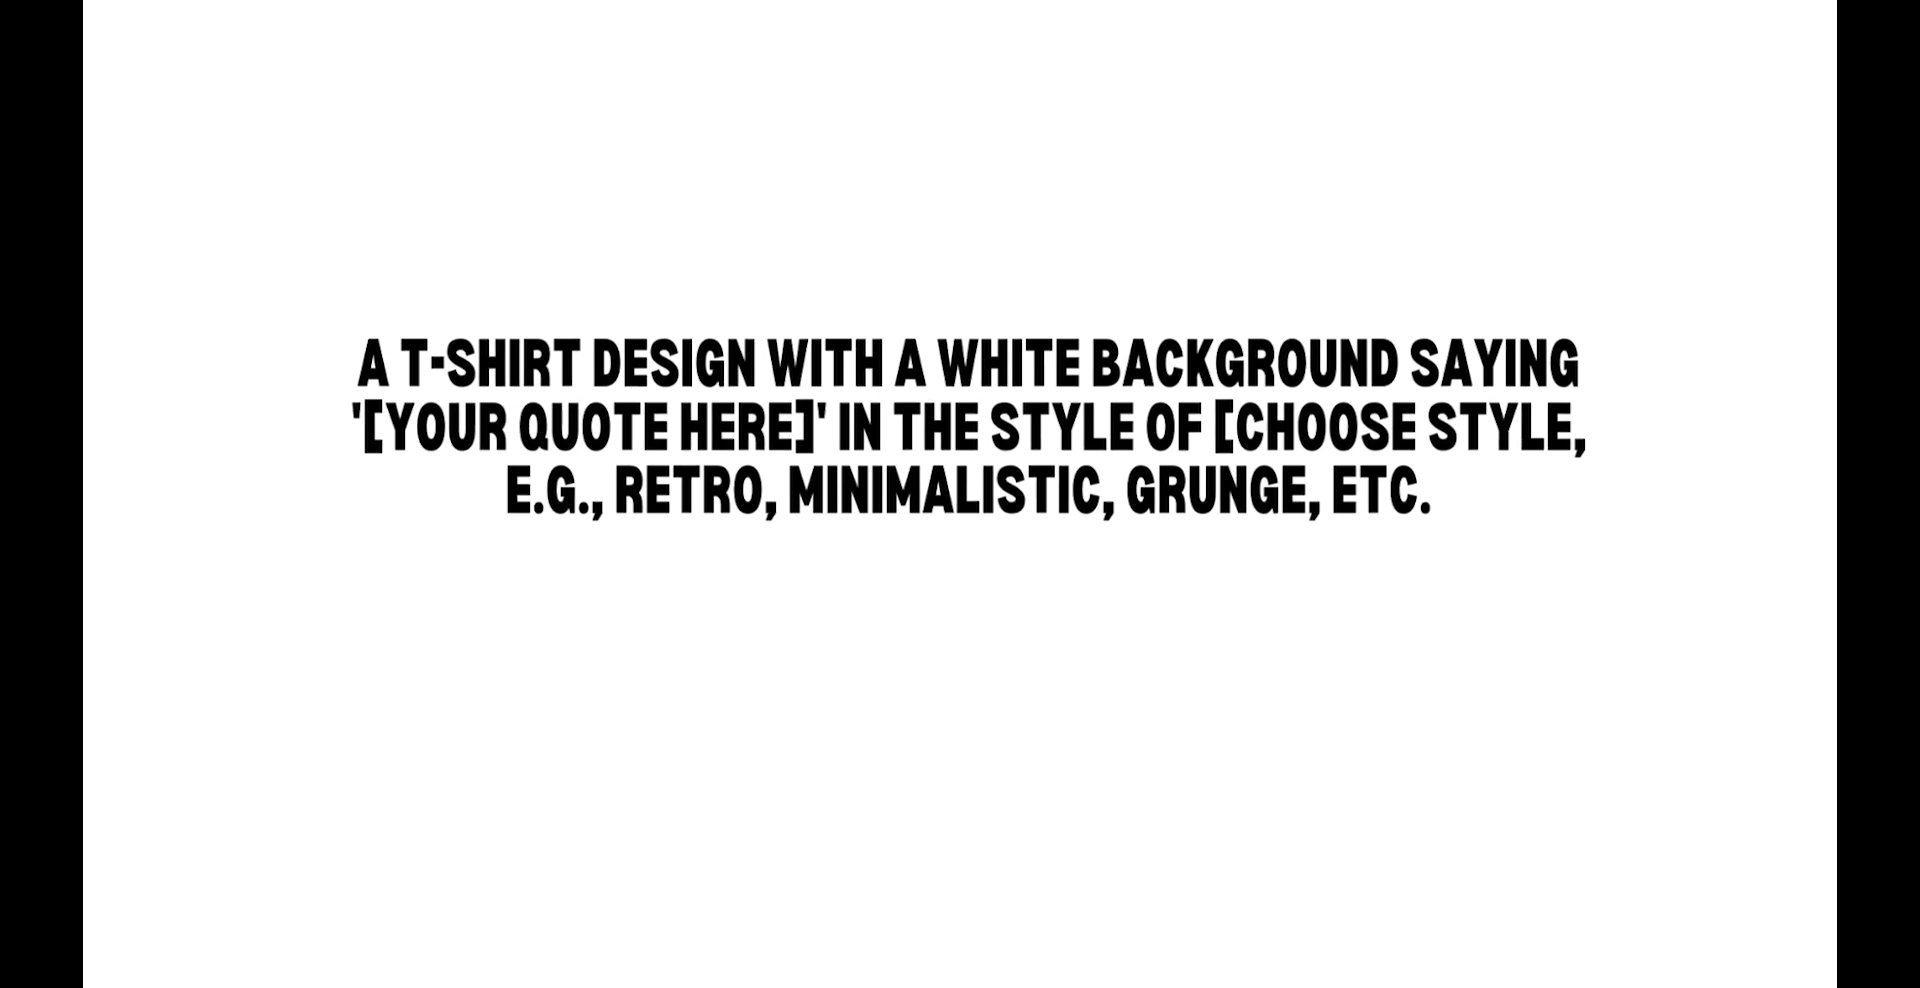 A T-SHIRT DESIGN WITH A WHITE BACKGROUND SAYING
'[YOUR QUOTE HERE]' IN THE STYLE OF [CHOOSE STYLE,
E.G., RETRO, MINIMALISTIC, GRUNGE, ETC.